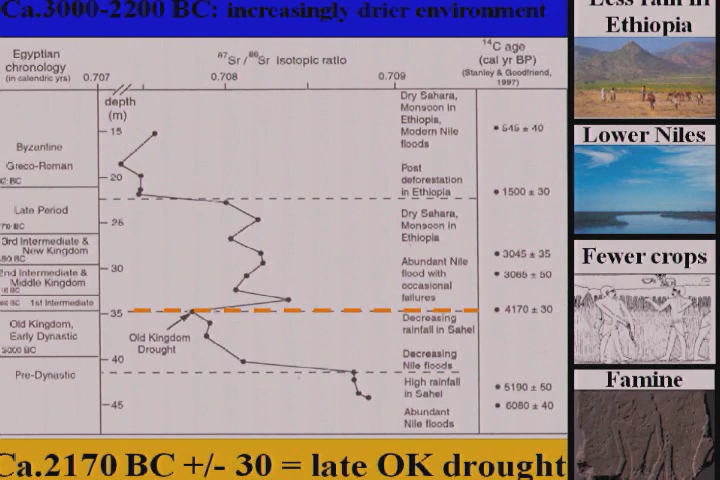 Ca.3000-2200 BC: increasingly drier environment
Less rain in
Ethiopia
Lower Niles
Fewer crops
Famine
Egyptian
chronology
(in calendric yrs)
0.707
87Sr/86Sr isotopic ratio
0.708
0.709
14C age
(cal yr BP)
(Stanley & Goodfriend,
1997)
depth
(m)
15
20
25
30
35
40
45
Byzantine
Greco-Roman
Late Period
3rd Intermediate &
New Kingdom
2nd Intermediate &
Middle Kingdom
1st Intermediate
Old Kingdom,
Early Dynastic
3000 BC
Pre-Dynastic
Old Kingdom
Drought
Dry Sahara,
Monsoon in
Ethiopia,
Modern Nile
floods
Post
deforestation
in Ethiopia
Dry Sahara,
Monsoon in
Ethiopia
Abundant Nile
flood with
occasional
failures
Decreasing
rainfall in Sahel
Decreasing
Nile floods
High rainfall
in Sahel
Abundant
Nile floods
545 ± 40
1500 ± 30
3045 ± 35
3065 ± 50
4170 ± 30
5190 ± 50
6080 ± 40
Ca.2170 BC +/- 30 = late OK drought